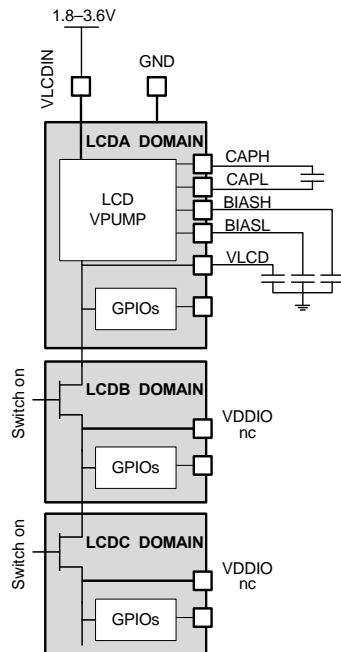 1.8–3.6V
VLCDIN
GND
LCDA DOMAIN
LCD
VPUMP
CAPH
CAPL
BIASH
BIASL
VLCD
GPIOs
Switch on
LCDB DOMAIN
VDDIO
nc
GPIOs
Switch on
LCDC DOMAIN
VDDIO
nc
GPIOs